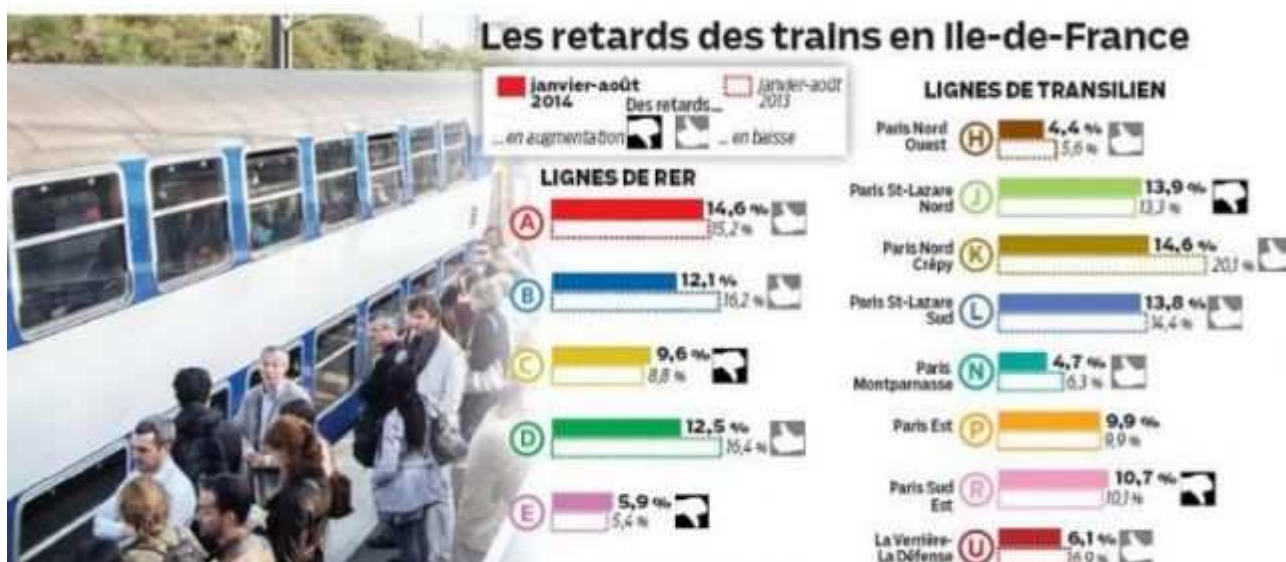 Les retards des trains en Ile-de-France
janvier-août
2014
janvier-août
2013
Des retards...
... en augmentation
... en baisse
LIGNES DE RER
A
14,6 %
15,2 %
B
12,1 %
16,2 %
C
9,6 %
8,8 %
D
12,5 %
16,4 %
E
5,9 %
5,4 %
LIGNES DE TRANSILIEN
Paris Nord
Ouest
H
4,4 %
5,6 %
Paris St-Lazare
Nord
J
13,9 %
13,3 %
Paris Nord
Crépy
K
14,6 %
20,1 %
Paris St-Lazare
Sud
L
13,8 %
14,4 %
Paris
Montparnasse
N
4,7 %
6,3 %
Paris Est
P
9,9 %
9,9 %
Paris Sud
Est
R
10,7 %
10,1 %
La Verrière-
La Défense
U
6,1 %